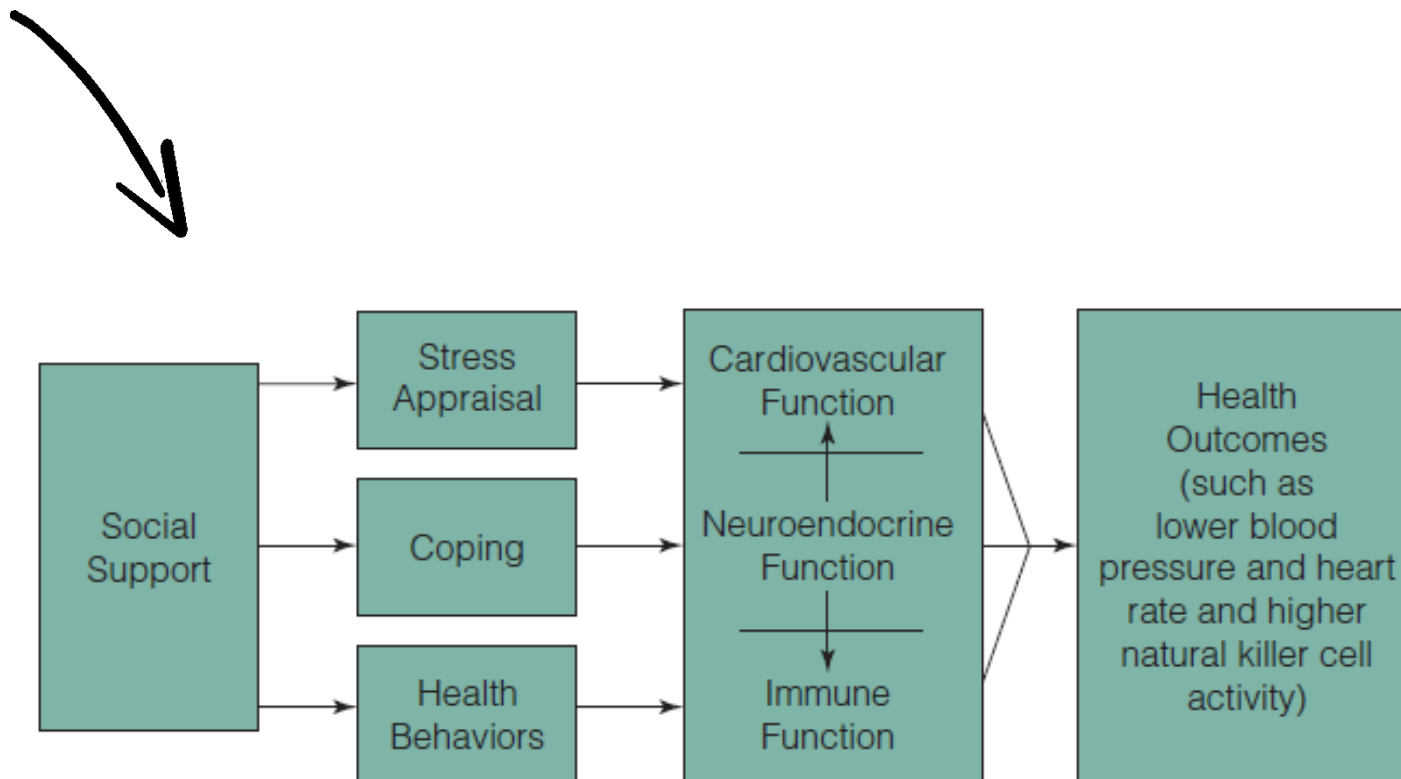 Social
Support
Stress
Appraisal
Coping
Health
Behaviors
Cardiovascular
Function
Neuroendocrine
Function
Immune
Function
Health
Outcomes
(such as
lower blood
pressure and heart
rate and higher
natural killer cell
activity)